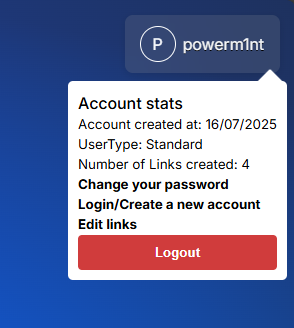 P powerm1nt
Account stats
Account created at: 16/07/2025
UserType: Standard
Number of Links created: 4
Change your password
Login/Create a new account
Edit links
Logout